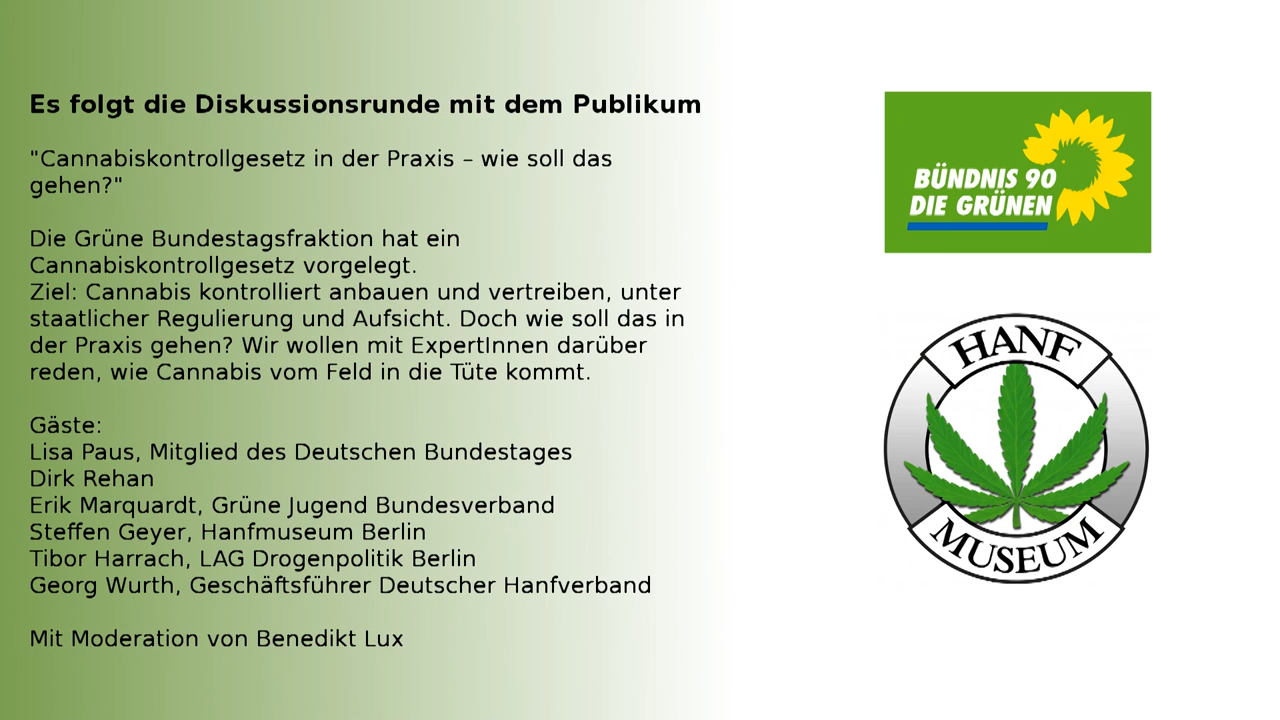 Es folgt die Diskussionsrunde mit dem Publikum
"Cannabiskontrollgesetz in der Praxis – wie soll das
gehen?"
Die Grüne Bundestagsfraktion hat ein
Cannabiskontrollgesetz vorgelegt.
Ziel: Cannabis kontrolliert anbauen und vertreiben, unter
staatlicher Regulierung und Aufsicht. Doch wie soll das in
der Praxis gehen? Wir wollen mit ExpertInnen darüber
reden, wie Cannabis vom Feld in die Tüte kommt.
Gäste:
Lisa Paus, Mitglied des Deutschen Bundestages
Dirk Rehan
Erik Marquardt, Grüne Jugend Bundesverband
Steffen Geyer, Hanfmuseum Berlin
Tibor Harrach, LAG Drogenpolitik Berlin
Georg Wurth, Geschäftsführer Deutscher Hanfverband
Mit Moderation von Benedikt Lux
BÜNDNIS 90
DIE GRÜNEN
HANF
MUSEUM